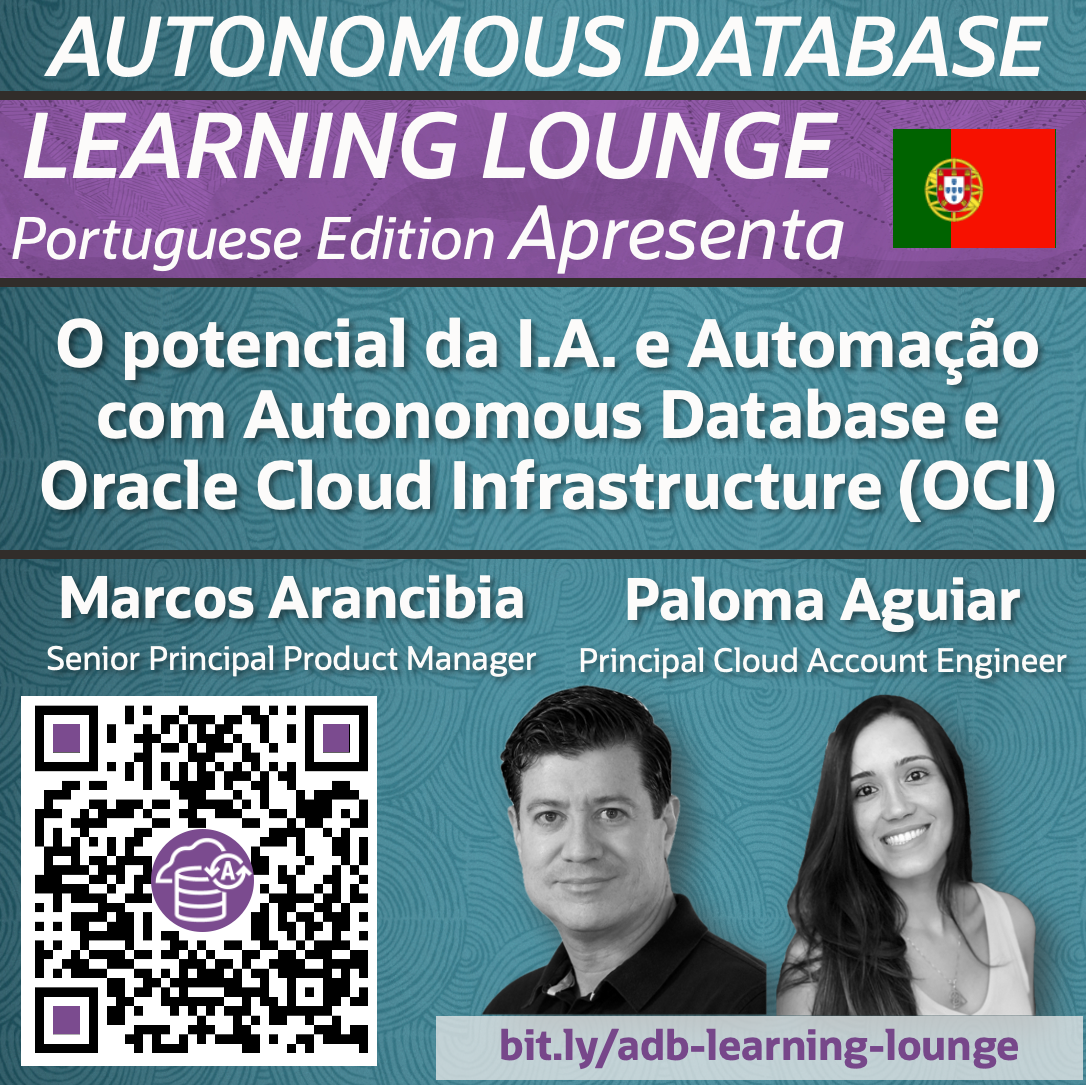 AUTONOMOUS DATABASE
LEARNING LOUNGE
Portuguese Edition Apresenta
O potencial da I.A. e Automação
com Autonomous Database e
Oracle Cloud Infrastructure (OCI)
Marcos Arancibia
Senior Principal Product Manager
Paloma Aguiar
Principal Cloud Account Engineer
A
bit.ly/adb-learning-lounge